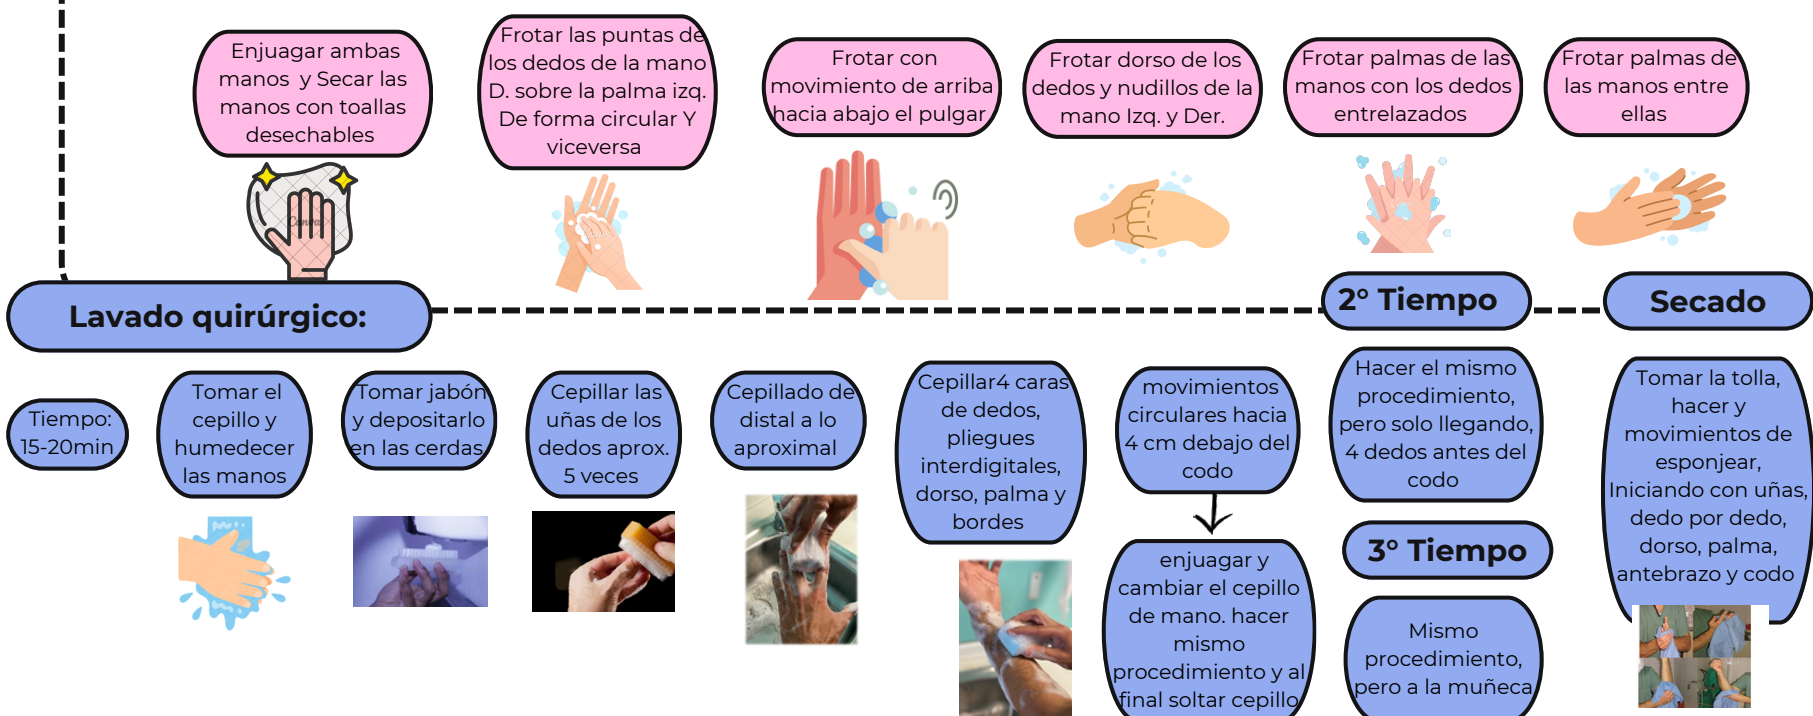 Enjuagar ambas
manos y Secar las
manos con toallas
desechables
Frotar las puntas de
los dedos de la mano
D. sobre la palma izq.
De forma circular Y
viceversa
Frotar con
movimiento de arriba
hacia abajo el pulgar
Frotar dorso de los
dedos y nudillos de la
mano Izq. y Der.
Frotar palmas de las
manos con los dedos
entrelazados
Frotar palmas de
las manos entre
ellas
Canva
Lavado quirúrgico:
2° Tiempo
Secado
Tiempo:
15-20min
Tomar el
cepillo y
humedecer
las manos
Tomar jabón
y depositarlo
en las cerdas
Cepillar las
uñas de los
dedos aprox.
5 veces
Cepillado de
distal a lo
aproximal
Cepillar4 caras
de dedos,
pliegues
interdigitales,
dorso, palma y
bordes
movimientos
circulares hacia
4 cm debajo del
codo
enjuagar y
cambiar el cepillo
de mano. hacer
mismo
procedimiento y al
final soltar cepillo
Hacer el mismo
procedimiento,
pero solo llegando,
4 dedos antes del
codo
3° Tiempo
Mismo
procedimiento,
pero a la muñeca
Tomar la tolla,
hacer y
movimientos de
esponjear,
Iniciando con uñas,
dedo por dedo,
dorso, palma,
antebrazo y codo